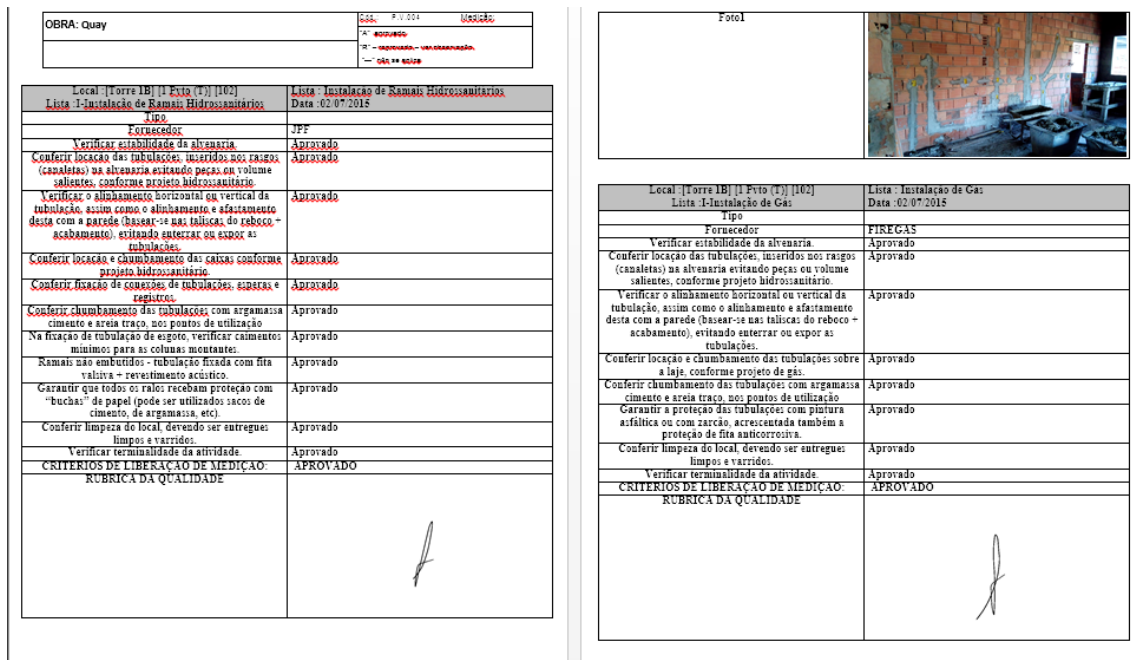 OBRA: Quay
Cód.: F.V.004 Medição:
"A" aprovado.
"R" – reprovado – ver observação.
"—" não se aplica
Local :[Torre 1B] [1 Pvto (T)] [102]
Lista :I-Instalação de Ramais Hidrossanitários
Lista : Instalação de Ramais Hidrossanitários
Data :02/07/2015
Tipo
Fornecedor
JPF
Verificar estabilidade da alvenaria.
Aprovado
Conferir locação das tubulações, inseridos nos rasgos
(canaletas) na alvenaria evitando peças ou volume
salientes, conforme projeto hidrossanitário.
Aprovado
Verificar o alinhamento horizontal ou vertical da
tubulação, assim como o alinhamento e afastamento
desta com a parede (basear-se nas taliscas do reboco +
acabamento), evitando enterrar ou expor as
tubulações.
Aprovado
Conferir locação e chumbamento das caixas conforme
projeto hidrossanitário.
Aprovado
Conferir fixação de conexões de tubulações, esperas e
registros.
Aprovado
Conferir chumbamento das tubulações com argamassa
cimento e areia traço, nos pontos de utilização
Aprovado
Na fixação de tubulação de esgoto, verificar caimentos
mínimos para as colunas montantes.
Aprovado
Ramais não embutidos - tubulação fixada com fita
valsiva + revestimento acústico.
Aprovado
Garantir que todos os ralos recebam proteção com
“buchas” de papel (pode ser utilizados sacos de
cimento, de argamassa, etc).
Aprovado
Conferir limpeza do local, devendo ser entregues
limpos e varridos.
Aprovado
Verificar terminalidade da atividade.
Aprovado
CRITERIOS DE LIBERAÇÃO DE MEDIÇÃO:
APROVADO
RUBRICA DA QUALIDADE
Foto1
Local :[Torre 1B] [1 Pvto (T)] [102]
Lista :I-Instalação de Gás
Lista : Instalação de Gás
Data :02/07/2015
Tipo
Fornecedor
FIREGAS
Verificar estabilidade da alvenaria.
Aprovado
Conferir locação das tubulações, inseridos nos rasgos
(canaletas) na alvenaria evitando peças ou volume
salientes, conforme projeto hidrossanitário.
Aprovado
Verificar o alinhamento horizontal ou vertical da
tubulação, assim como o alinhamento e afastamento
desta com a parede (basear-se nas taliscas do reboco +
acabamento), evitando enterrar ou expor as
tubulações.
Aprovado
Conferir locação e chumbamento das tubulações sobre
a laje, conforme projeto de gás.
Aprovado
Conferir chumbamento das tubulações com argamassa
cimento e areia traço, nos pontos de utilização
Aprovado
Garantir a proteção das tubulações com pintura
asfáltica ou com zarcão, acrescentada também a
proteção de fita anticorrosiva.
Aprovado
Conferir limpeza do local, devendo ser entregues
limpos e varridos.
Aprovado
Verificar terminalidade da atividade.
Aprovado
CRITERIOS DE LIBERAÇÃO DE MEDIÇÃO:
APROVADO
RUBRICA DA QUALIDADE